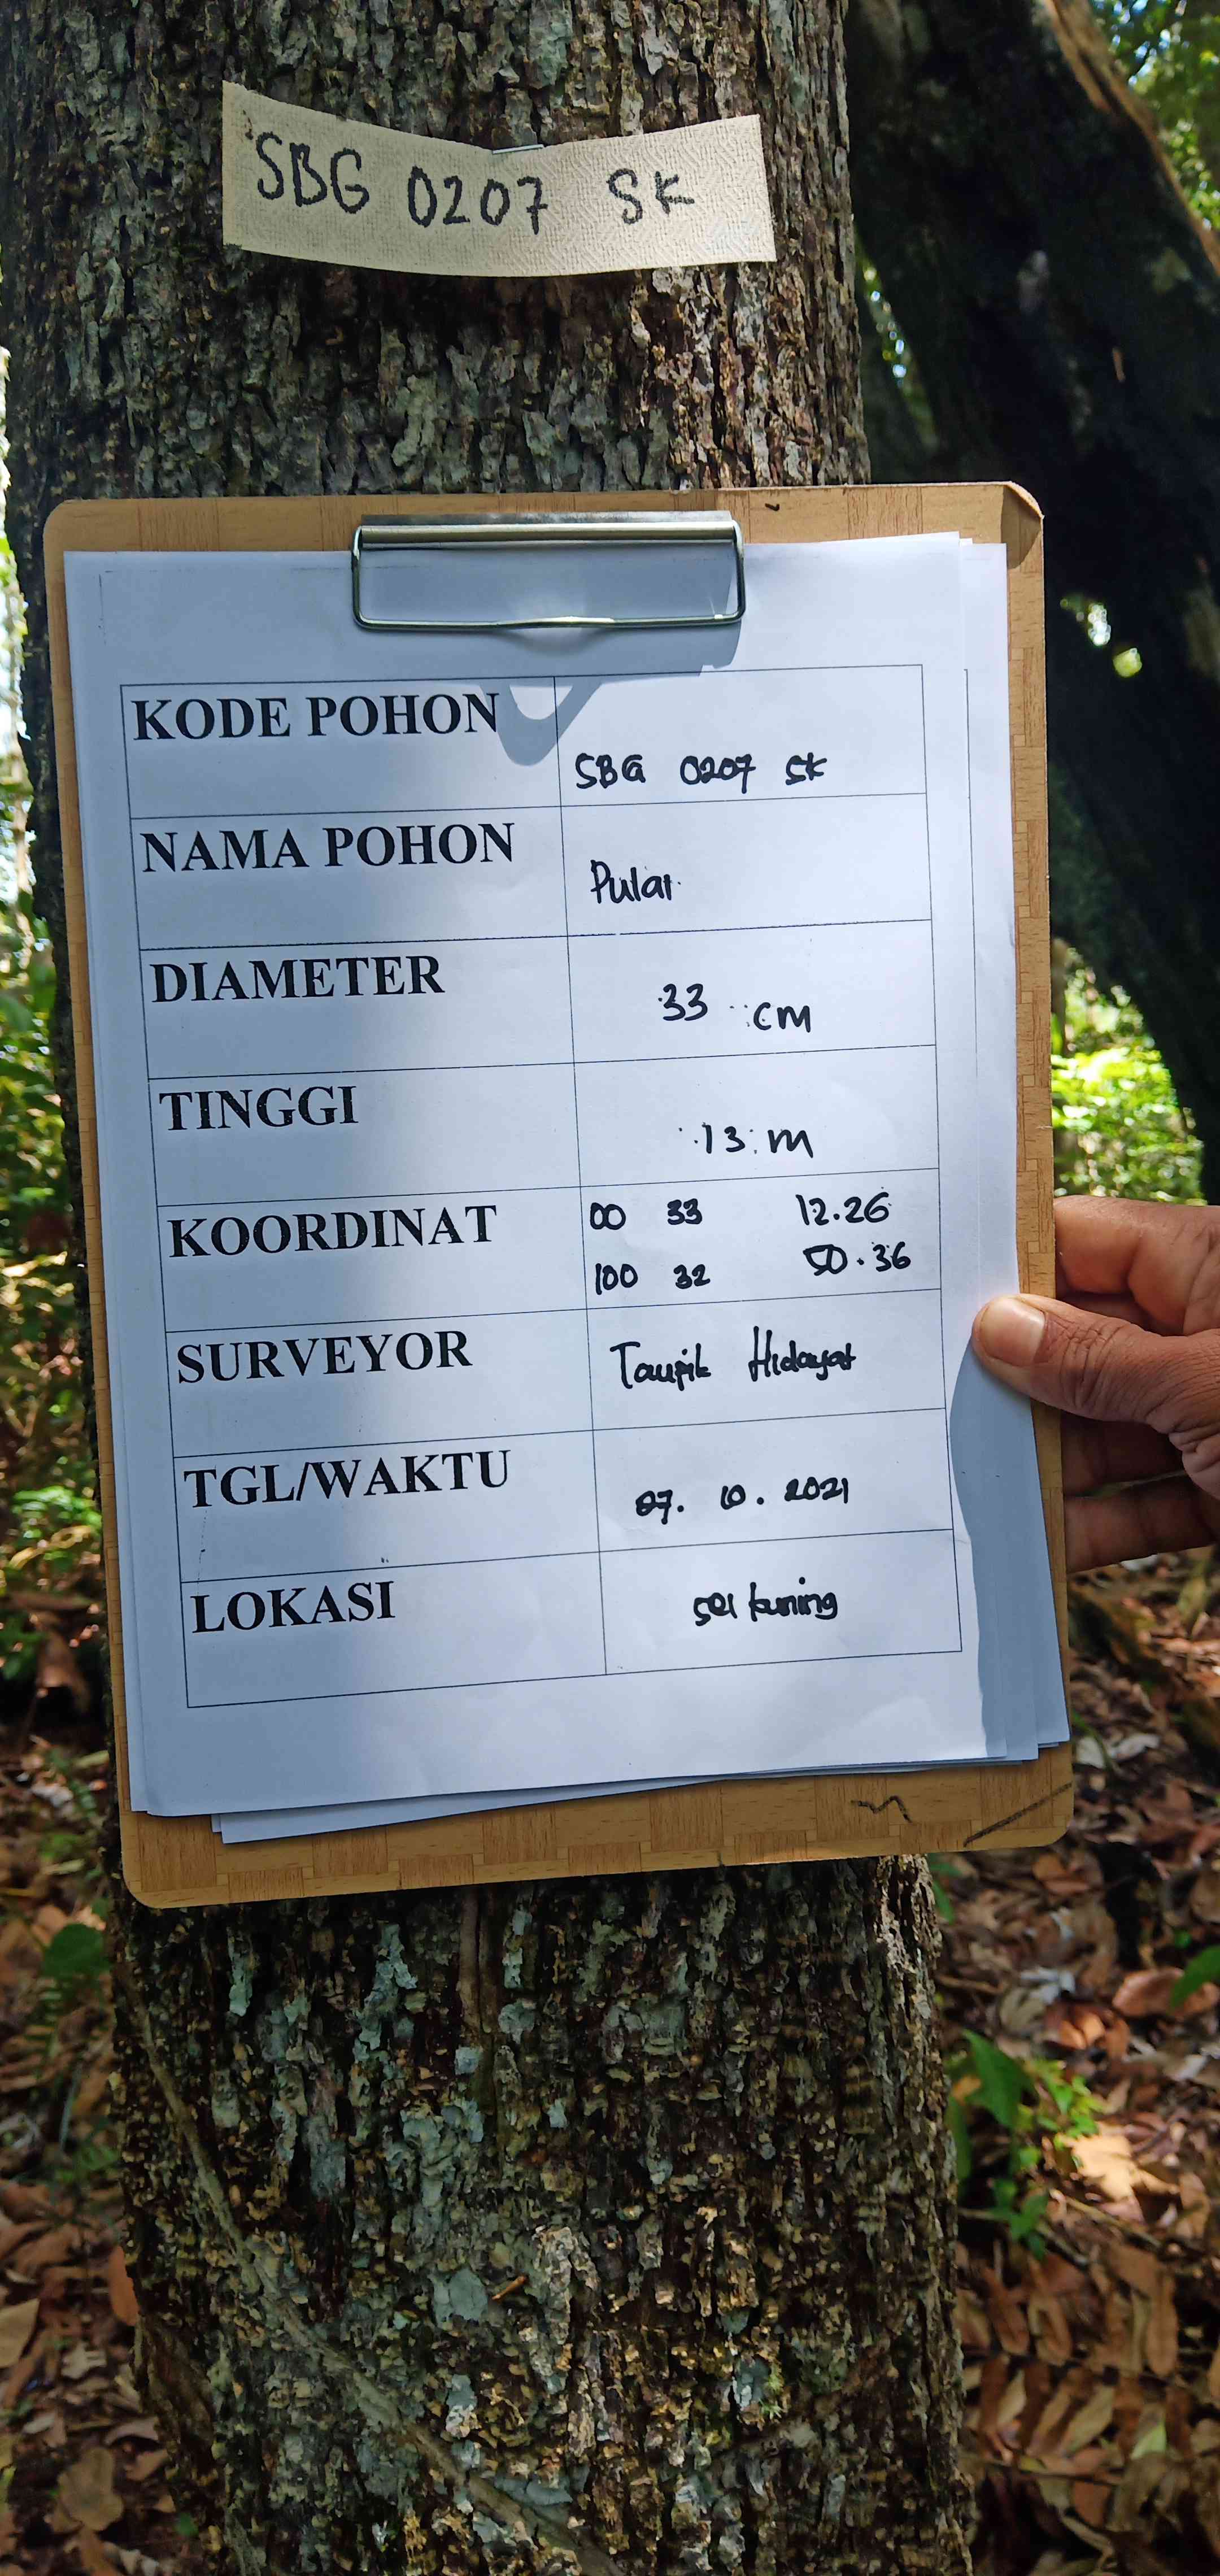 SBG 0207 SK
KODE POHON
SBG 0207 SK
NAMA POHON
Pulai
DIAMETER
33 cm
TINGGI
13 m
KOORDINAT
00 33 12.26
100 32 50.36
SURVEYOR
Taupik Hidayat
TGL/WAKTU
07. 10. 2021
LOKASI
sei kuning